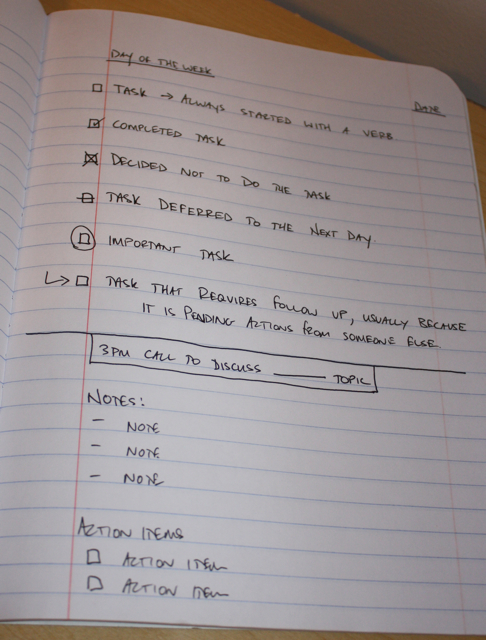 DAY OF THE WEEK
DATE
TASK → ALWAYS STARTED WITH A VERB
COMPLETED TASK
DECIDED NOT TO DO THE TASK
TASK DEFERRED TO THE NEXT DAY.
IMPORTANT TASK
TASK THAT REQUIRES FOLLOW UP, USUALLY BECAUSE
IT IS PENDING ACTIONS FROM SOMEONE ELSE.
3PM CALL TO DISCUSS ______ TOPIC
NOTES:
- NOTE
- NOTE
- NOTE
ACTION ITEMS
ACTION ITEM
ACTION ITEM